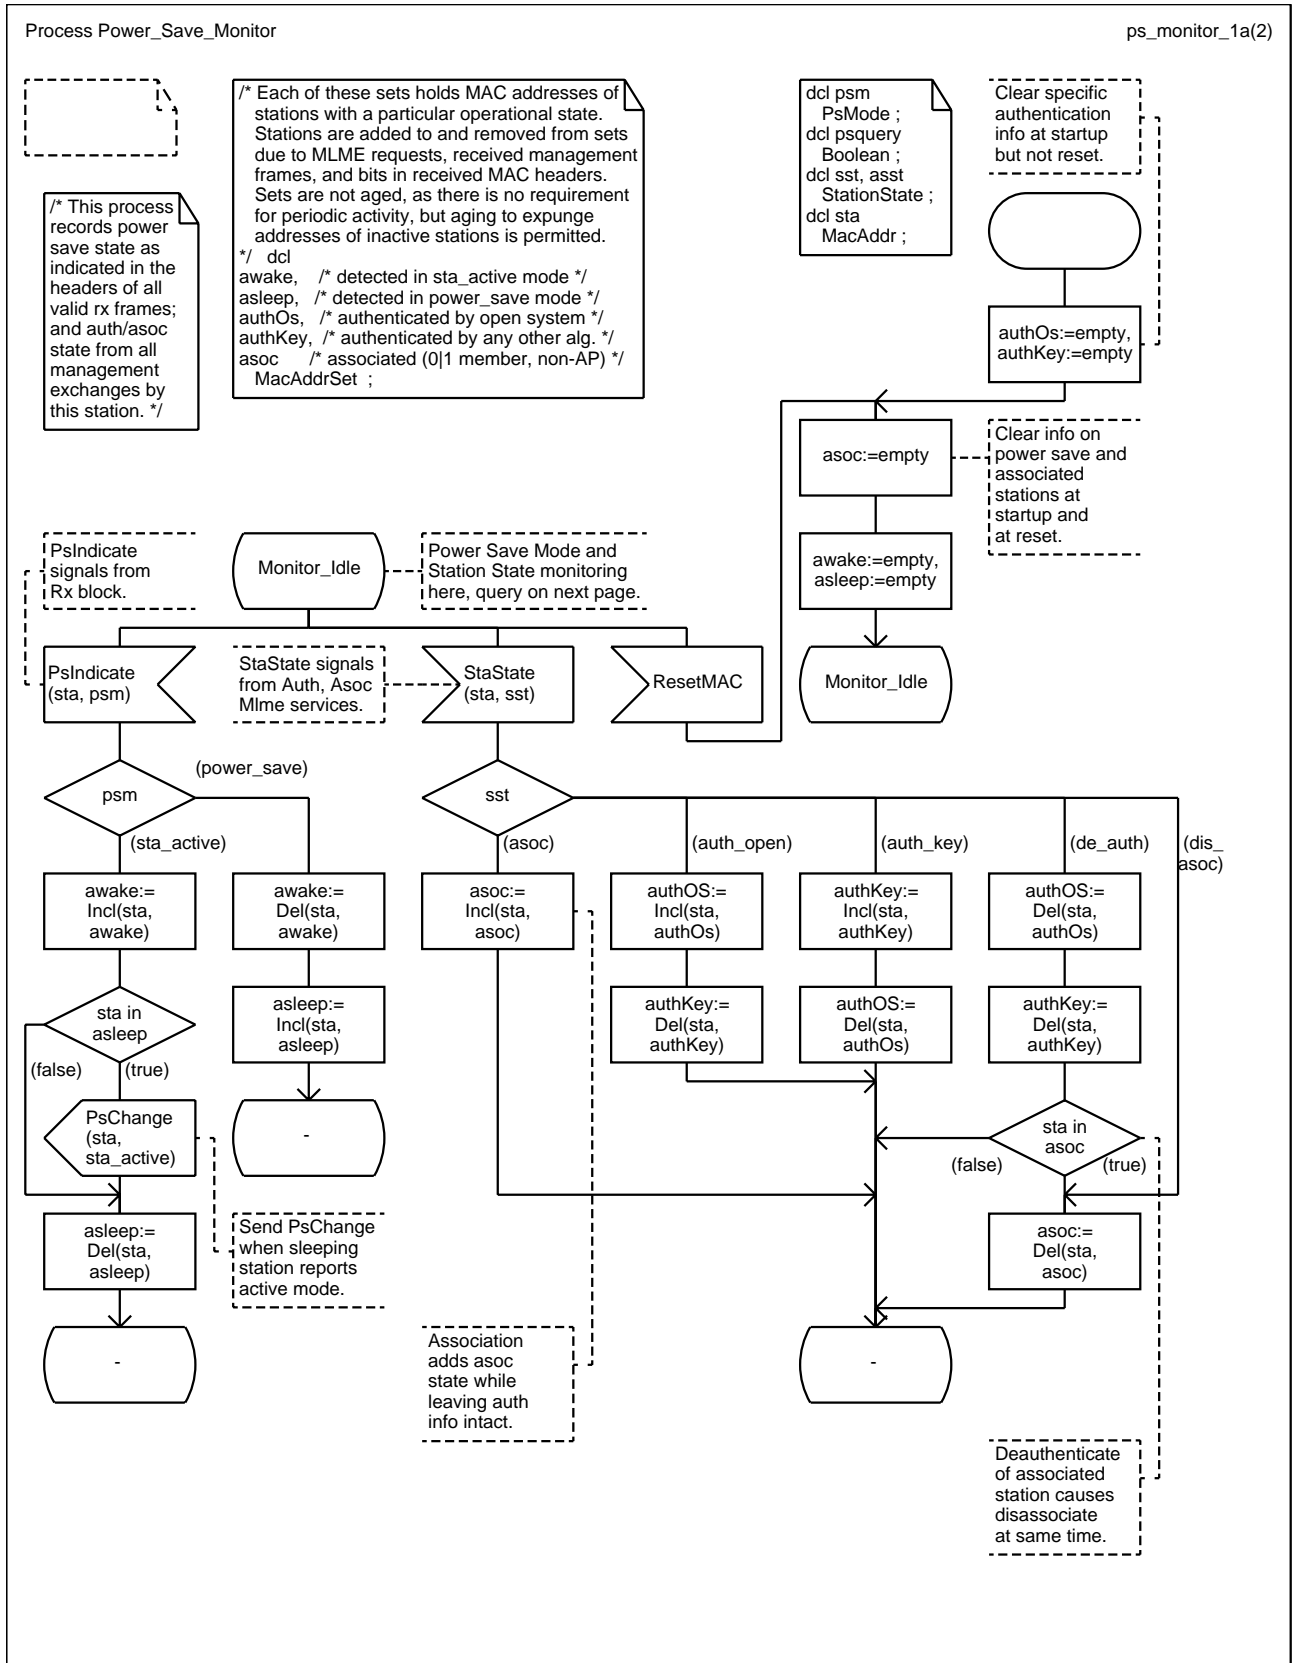 Process Power_Save_Monitor
ps_monitor_1a(2)
/* This process
records power
save state as
indicated in the
headers of all
valid rx frames;
and auth/asoc
state from all
management
exchanges by
this station. */
/* Each of these sets holds MAC addresses of
stations with a particular operational state.
Stations are added to and removed from sets
due to MLME requests, received management
frames, and bits in received MAC headers.
Sets are not aged, as there is no requirement
for periodic activity, but aging to expunge
addresses of inactive stations is permitted.
*/ dcl
awake, /* detected in sta_active mode */
asleep, /* detected in power_save mode */
authOs, /* authenticated by open system */
authKey, /* authenticated by any other alg. */
asoc /* associated (0|1 member, non-AP) */
MacAddrSet ;
dcl psm
PsMode ;
dcl psquery
Boolean ;
dcl sst, asst
StationState ;
dcl sta
MacAddr ;
Clear specific
authentication
info at startup
but not reset.
authOs:=empty,
authKey:=empty
asoc:=empty
Clear info on
power save and
associated
stations at
startup and
at reset.
awake:=empty,
asleep:=empty
Monitor_Idle
PsIndicate
signals from
Rx block.
Monitor_Idle
Power Save Mode and
Station State monitoring
here, query on next page.
PsIndicate
(sta, psm)
StaState signals
from Auth, Asoc
Mlme services.
StaState
(sta, sst)
ResetMAC
psm
(power_save)
(sta_active)
sst
(asoc)
(auth_open)
(auth_key)
(de_auth)
(dis_
asoc)
awake:=
Incl(sta,
awake)
awake:=
Del(sta,
awake)
asoc:=
Incl(sta,
asoc)
authOS:=
Incl(sta,
authOs)
authKey:=
Incl(sta,
authKey)
authOS:=
Del(sta,
authOs)
sta in
asleep
(false)
(true)
asleep:=
Incl(sta,
asleep)
authKey:=
Del(sta,
authKey)
authOS:=
Del(sta,
authOs)
authKey:=
Del(sta,
authKey)
PsChange
(sta,
sta_active)
-
sta in
asoc
(false)
(true)
asleep:=
Del(sta,
asleep)
Send PsChange
when sleeping
station reports
active mode.
asoc:=
Del(sta,
asoc)
-
Association
adds asoc
state while
leaving auth
info intact.
-
Deauthenticate
of associated
station causes
disassociate
at same time.